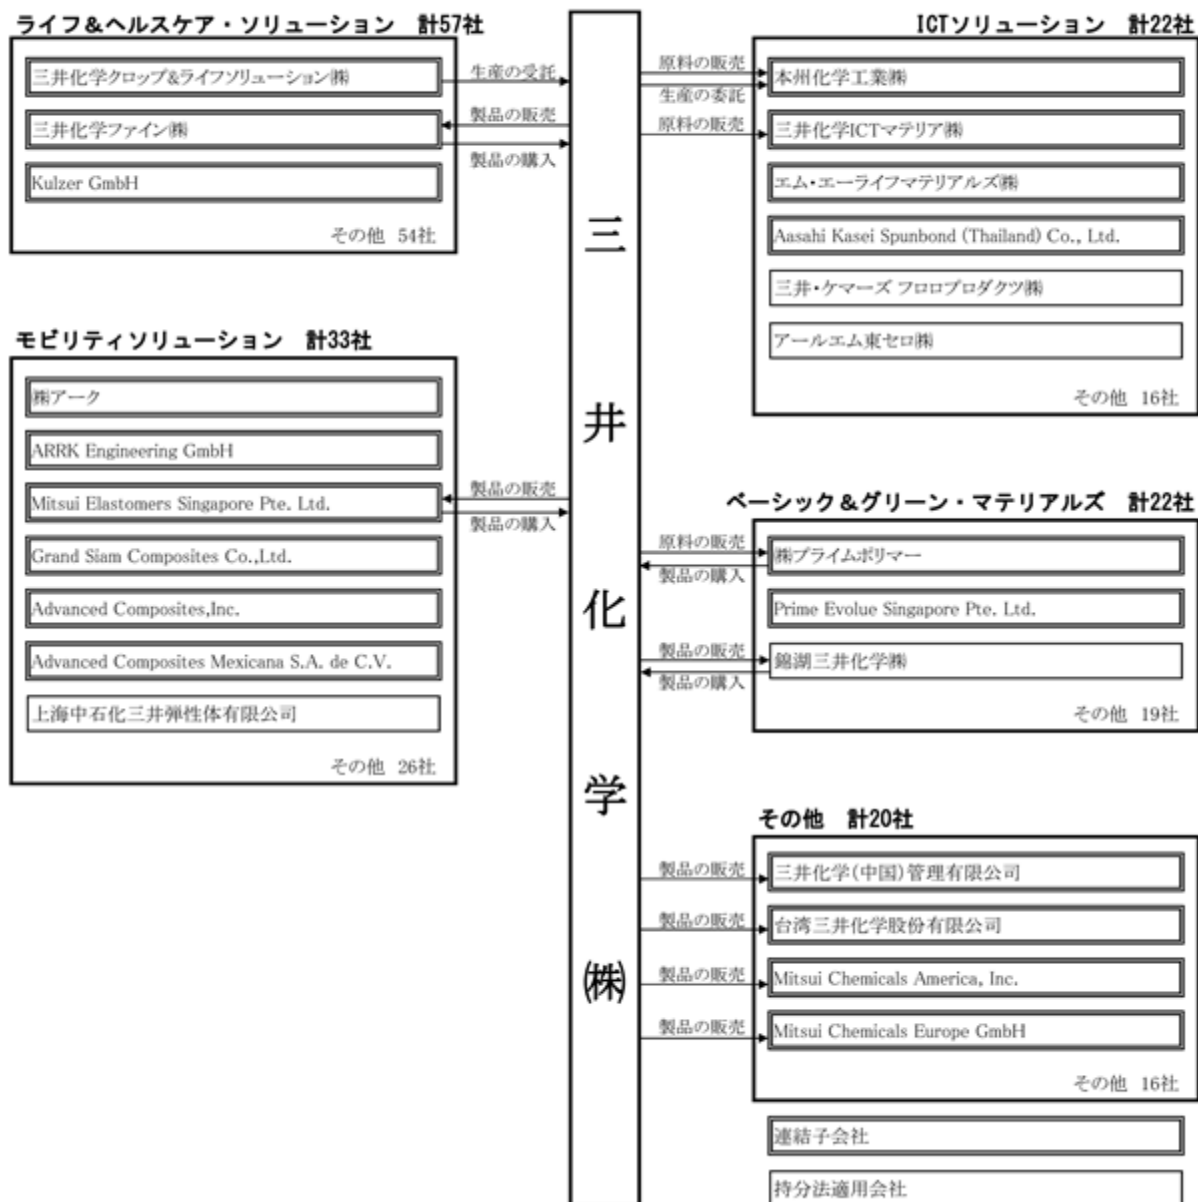 ライフ&ヘルスケア・ソリューション 計57社
三井化学クロップ&ライフソリューション㈱
生産の受託
三井化学ファイン㈱
製品の販売
製品の購入
Kulzer GmbH
その他 54社
モビリティソリューション 計33社
㈱アーク
ARRK Engineering GmbH
Mitsui Elastomers Singapore Pte. Ltd.
製品の販売
製品の購入
Grand Siam Composites Co.,Ltd.
Advanced Composites,Inc.
Advanced Composites Mexicana S.A. de C.V.
上海中石化三井弾性体有限公司
その他 26社
三井化学㈱
ICTソリューション 計22社
原料の販売
本州化学工業㈱
生産の委託
原料の販売
三井化学ICTマテリア㈱
エム・エーライフマテリアルズ㈱
Aasahi Kasei Spunbond (Thailand) Co., Ltd.
三井・ケマーズ フロロプロダクツ㈱
アールエム東セロ㈱
その他 16社
ベーシック&グリーン・マテリアルズ 計22社
原料の販売
㈱プライムポリマー
製品の購入
Prime Evolue Singapore Pte. Ltd.
製品の販売
錦湖三井化学㈱
製品の購入
その他 19社
その他 計20社
製品の販売
三井化学(中国)管理有限公司
製品の販売
台湾三井化学股份有限公司
製品の販売
Mitsui Chemicals America, Inc.
製品の販売
Mitsui Chemicals Europe GmbH
その他 16社
連結子会社
持分法適用会社